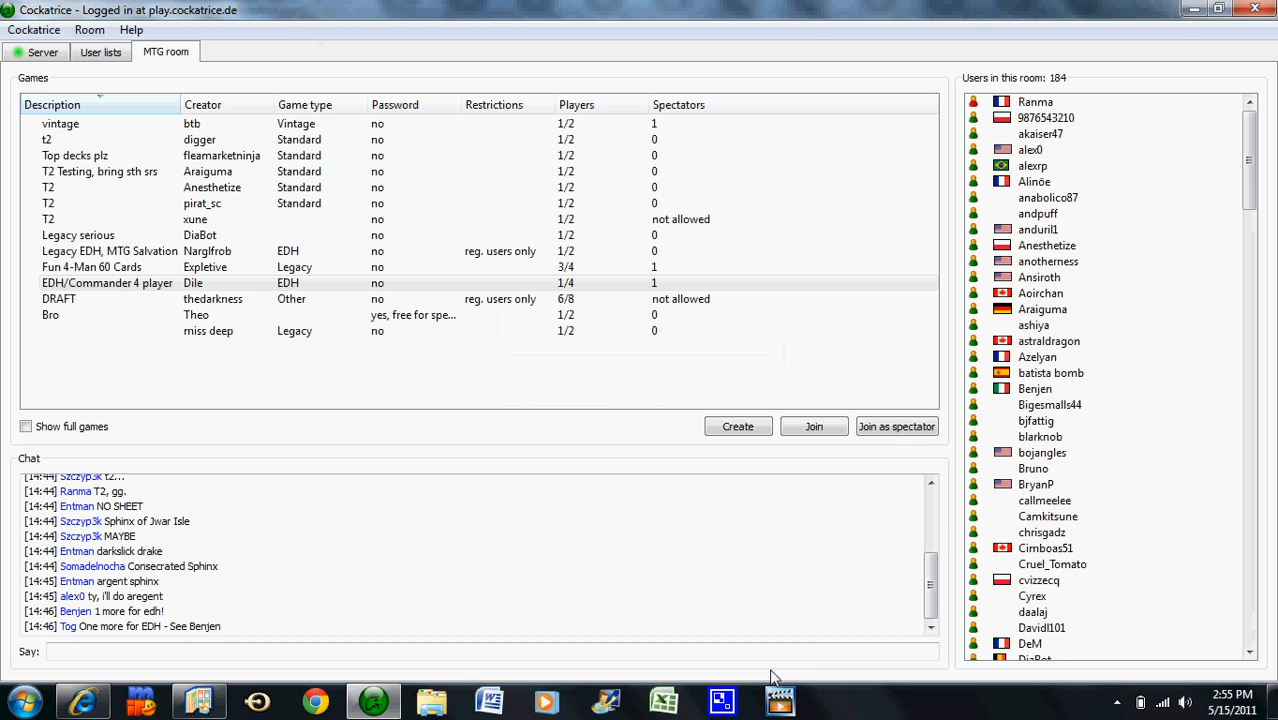 Cockatrice - Logged in at play.cockatrice.de
Cockatrice Room Help
Server User lists MTG room
Games
Description Creator Game type Password Restrictions Players Spectators
vintage btb Vintage no 1/2 1
t2 digger Standard no 1/2 0
Top decks plz fleamarketninja Standard no 1/2 0
T2 Testing, bring sth srs Araiguma Standard no 1/2 0
T2 Anesthetize Standard no 1/2 0
T2 pirat_sc Standard no 1/2 0
T2 xune no 1/2 not allowed
Legacy serious DiaBot no 1/2 0
Legacy EDH, MTG Salvation Narglfrob EDH no reg. users only 1/2 0
Fun 4-Man 60 Cards Expletive Legacy no 3/4 1
EDH/Commander 4 player Dile EDH no 1/4 1
DRAFT thedarkness Other no reg. users only 6/8 not allowed
Bro Theo yes, free for spe... 1/2 0
miss deep Legacy no 1/2 0
Show full games
Create Join Join as spectator
Chat
[14:44] Szczyp3k t2...
[14:44] Ranma T2, gg.
[14:44] Entman NO SHEET
[14:44] Szczyp3k Sphinx of Jwar Isle
[14:44] Szczyp3k MAYBE
[14:44] Entman darkslick drake
[14:44] Somadelnocha Consecrated Sphinx
[14:45] Entman argent sphinx
[14:45] alex0 ty, i'll do aregent
[14:46] Benjen 1 more for edh!
[14:46] Tog One more for EDH - See Benjen
Say:
Users in this room: 184
Ranma
9876543210
akaiser47
alex0
alexrp
Alinöe
anabolico87
andpuff
anduril1
Anesthetize
anotherness
Ansiroth
Aoirchan
Araiguma
ashiya
astraldragon
Azelyan
batista bomb
Benjen
Bigesmalls44
bjfattig
blarknob
bojangles
Bruno
BryanP
callmeelee
Camkitsune
chrisgadz
Cimboas51
Cruel_Tomato
cvizzecq
Cyrex
daalaj
Davidl101
DeM
DiaBot
2:55 PM
5/15/2011